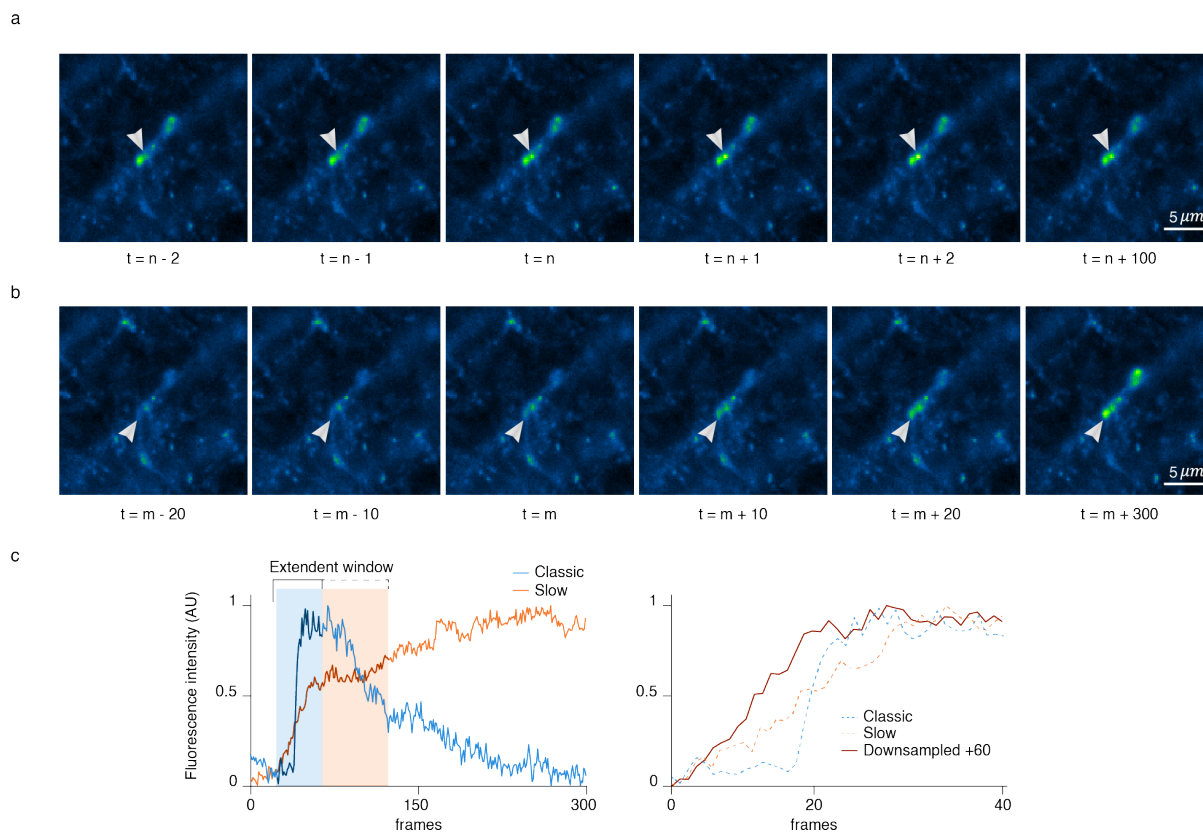 a
5 μm
t = n - 2
t = n - 1
t = n
t = n + 1
t = n + 2
t = n + 100
b
5 μm
t = m - 20
t = m - 10
t = m
t = m + 10
t = m + 20
t = m + 300
c
Extendent window
Classic
Slow
Fluorescence intensity (AU)
1
0.5
0
0
150
300
frames
1
0.5
0
Classic
Slow
Downsampled +60
0
20
40
frames